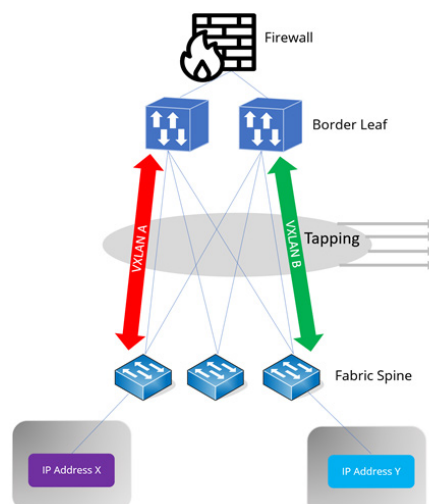 Firewall
Border Leaf
VXLAN A
VXLAN B
Tapping
Fabric Spine
IP Address X
IP Address Y